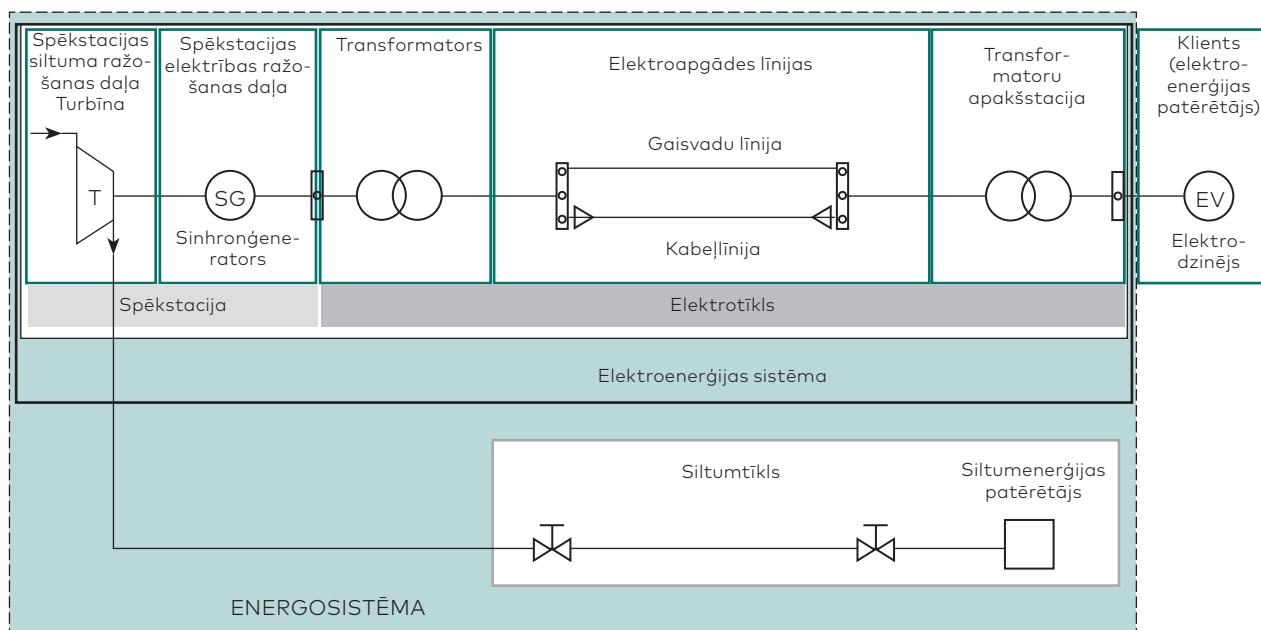 Spēkstacijas
siltuma ražo-
šanas daļa
Turbīna
Spēkstacijas
elektrības ražo-
šanas daļa
Transformators
Elektroapgādes līnijas
Transfor-
matoru
apakšstacija
Klients
(elektro-
enerģijas
patērētājs)
Gaisvadu līnija
T
SG
EV
Sinhronģene-
rators
Kabeļlīnija
Elektro-
dzinējs
Spēkstacija
Elektrotīkls
Elektroenerģijas sistēma
Siltumtīkls
Siltumenerģijas
patērētājs
ENERGOSISTĒMA